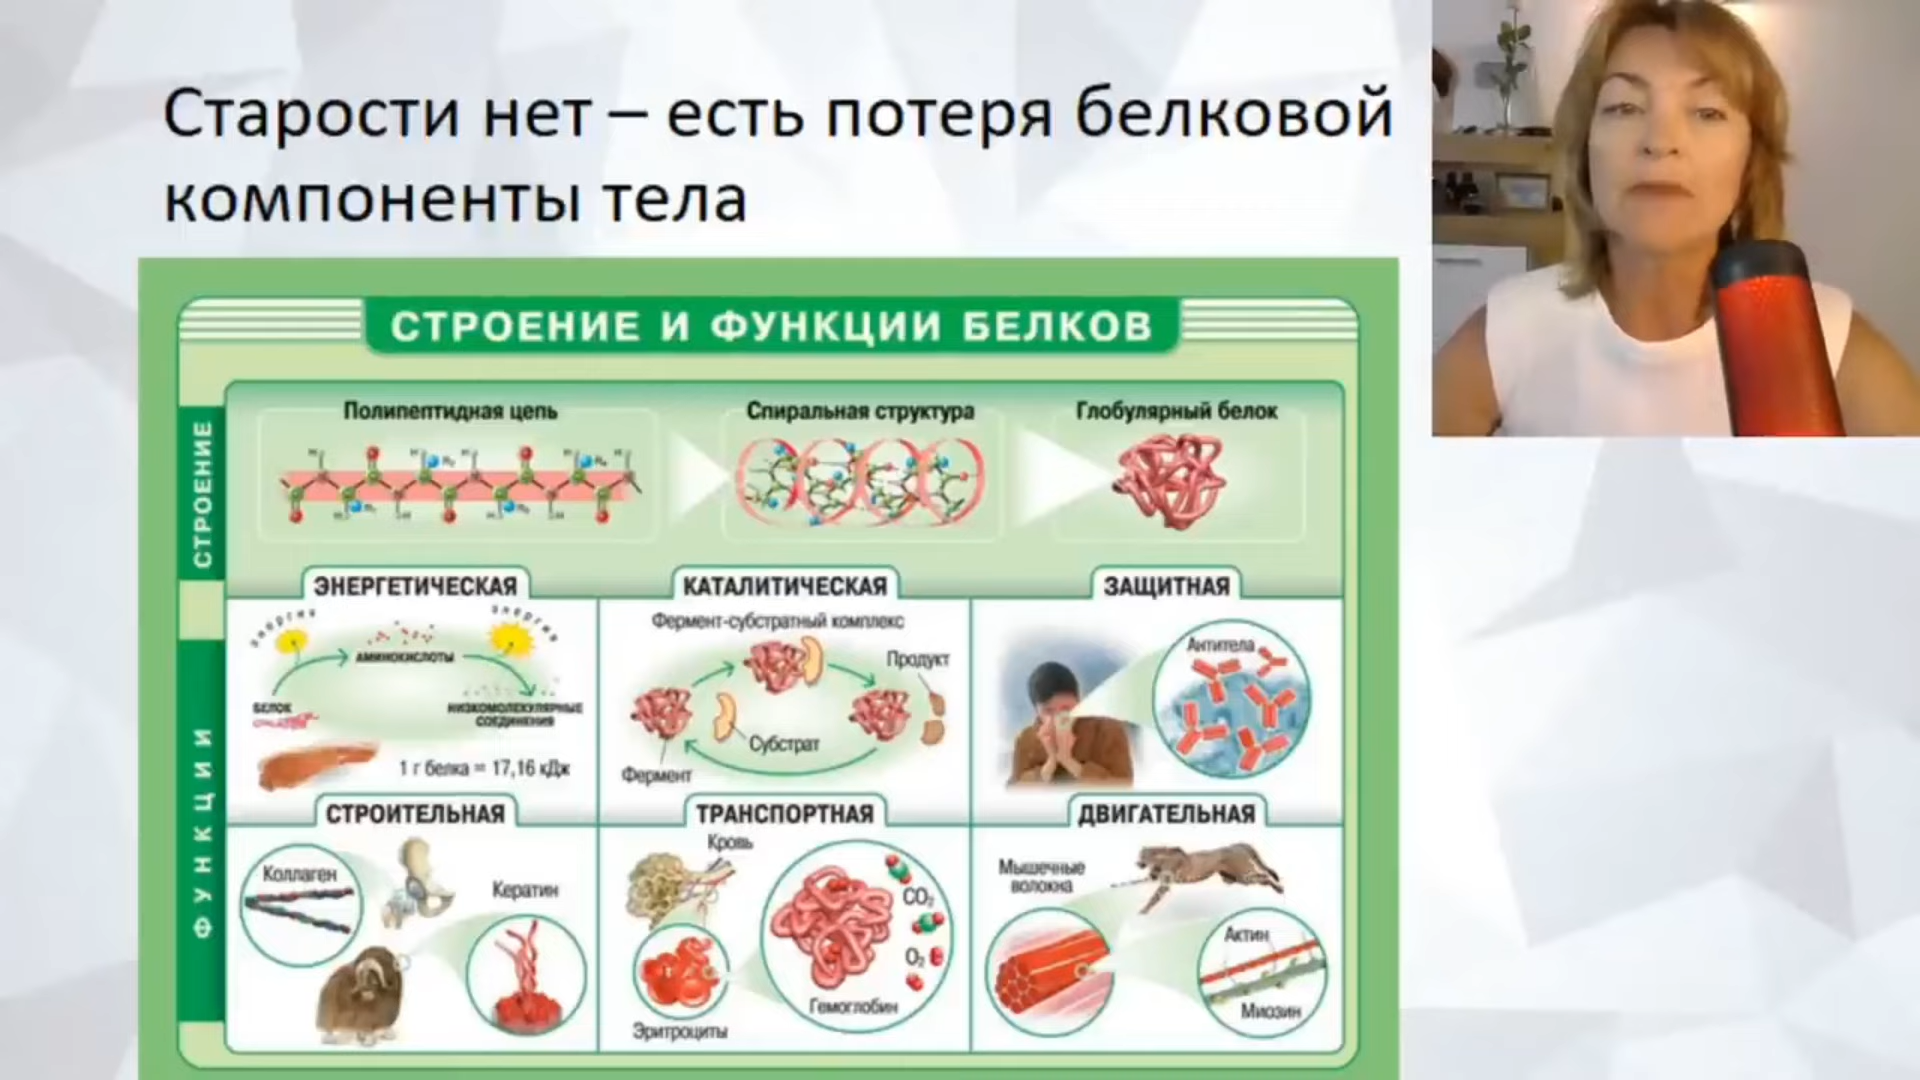 Старости нет – есть потеря белковой
компоненты тела
СТРОЕНИЕ И ФУНКЦИИ БЕЛКОВ
СТРОЕНИЕ
Полипептидная цепь
Спиральная структура
Глобулярный белок
ФУНКЦИИ
ЭНЕРГЕТИЧЕСКАЯ
энергия
энергия
АМИНОКИСЛОТЫ
БЕЛОК
НИЗКОМОЛЕКУЛЯРНЫЕ
СОЕДИНЕНИЯ
1 г белка = 17,16 кДж
КАТАЛИТИЧЕСКАЯ
Фермент-субстратный комплекс
Продукт
Субстрат
Фермент
ЗАЩИТНАЯ
Антитела
СТРОИТЕЛЬНАЯ
Коллаген
Кератин
ТРАНСПОРТНАЯ
Кровь
CO₂
O₂
Гемоглобин
Эритроциты
ДВИГАТЕЛЬНАЯ
Мышечные
волокна
Актин
Миозин